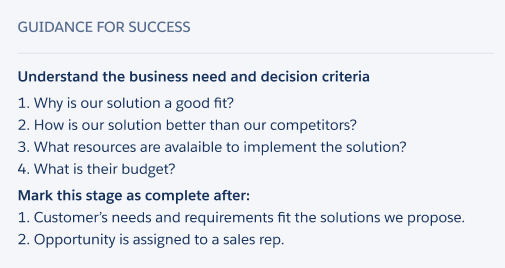 GUIDANCE FOR SUCCESS
Understand the business need and decision criteria
1. Why is our solution a good fit?
2. How is our solution better than our competitors?
3. What resources are avalaible to implement the solution?
4. What is their budget?
Mark this stage as complete after:
1. Customer’s needs and requirements fit the solutions we propose.
2. Opportunity is assigned to a sales rep.